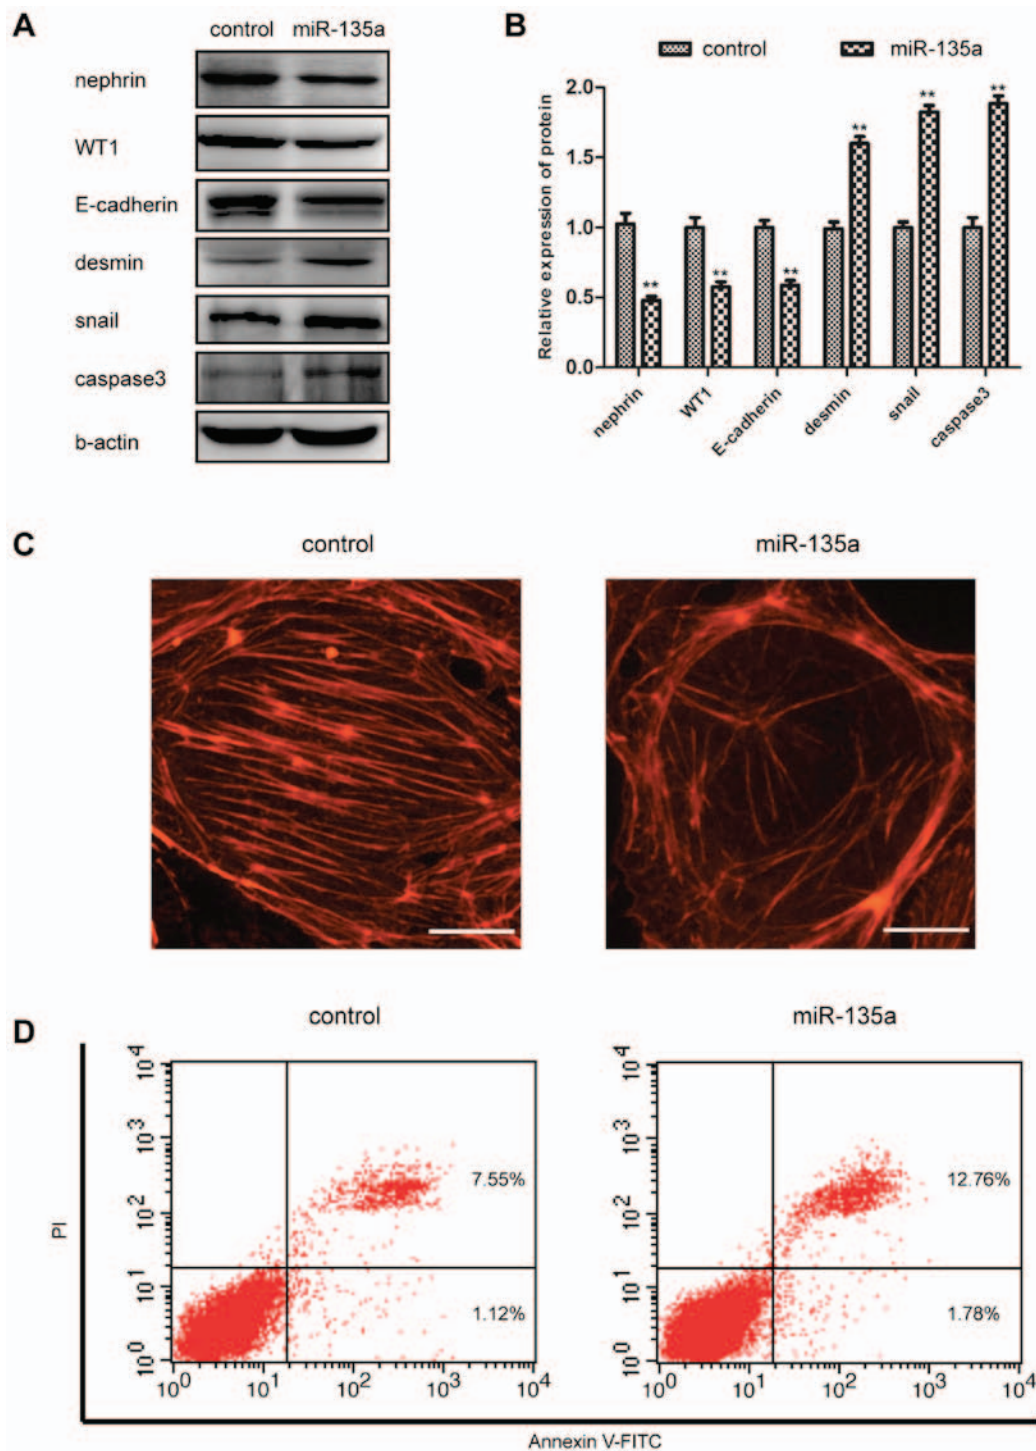 A
control miR-135a
nephrin
WT1
E-cadherin
desmin
snail
caspase3
b-actin
B
control miR-135a
Relative expression of protein
2.0
1.5
1.0
0.5
0.0
** ** ** ** ** **
nephrin WT1 E-cadherin desmin snail caspase3
C
control miR-135a
D
control miR-135a
PI
10^4
10^3
7.55%
10^2
10^1
1.12%
10^0
10^0 10^1 10^2 10^3 10^4
10^4
10^3
12.76%
10^2
10^1
1.78%
10^0
10^0 10^1 10^2 10^3 10^4
Annexin V-FITC